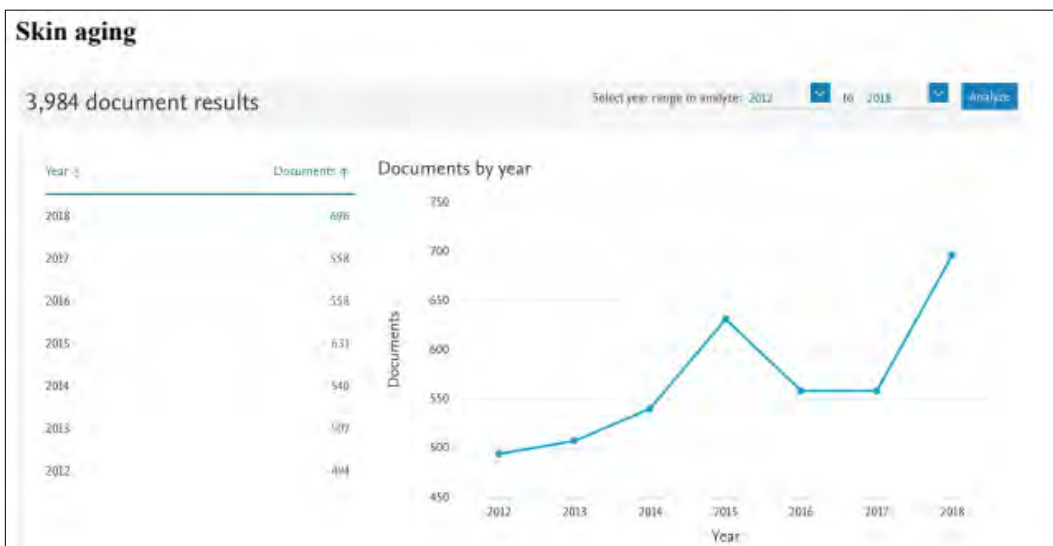 Skin aging
3,984 document results
Select year range to analyze: 2012 to 2018 Analyze
Year Documents
2018 696
2017 558
2016 558
2015 631
2014 540
2013 507
2012 494
Documents by year
750
700
650
600
550
500
450
Documents
2012 2013 2014 2015 2016 2017 2018
Year